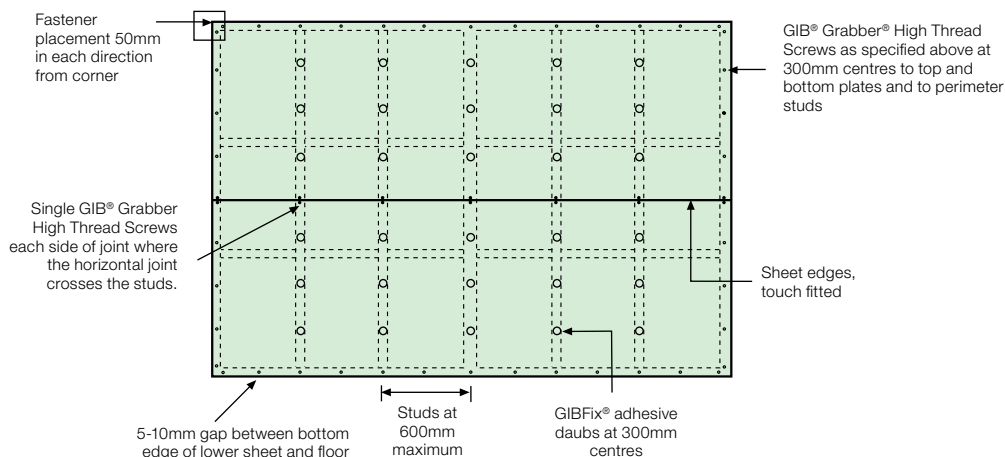 Fastener
placement 50mm
in each direction
from corner
GIB® Grabber® High Thread
Screws as specified above at
300mm centres to top and
bottom plates and to perimeter
studs
Single GIB® Grabber
High Thread Screws
each side of joint where
the horizontal joint
crosses the studs.
Sheet edges,
touch fitted
5-10mm gap between bottom
edge of lower sheet and floor
Studs at
600mm
maximum
GIBFix® adhesive
daubs at 300mm
centres